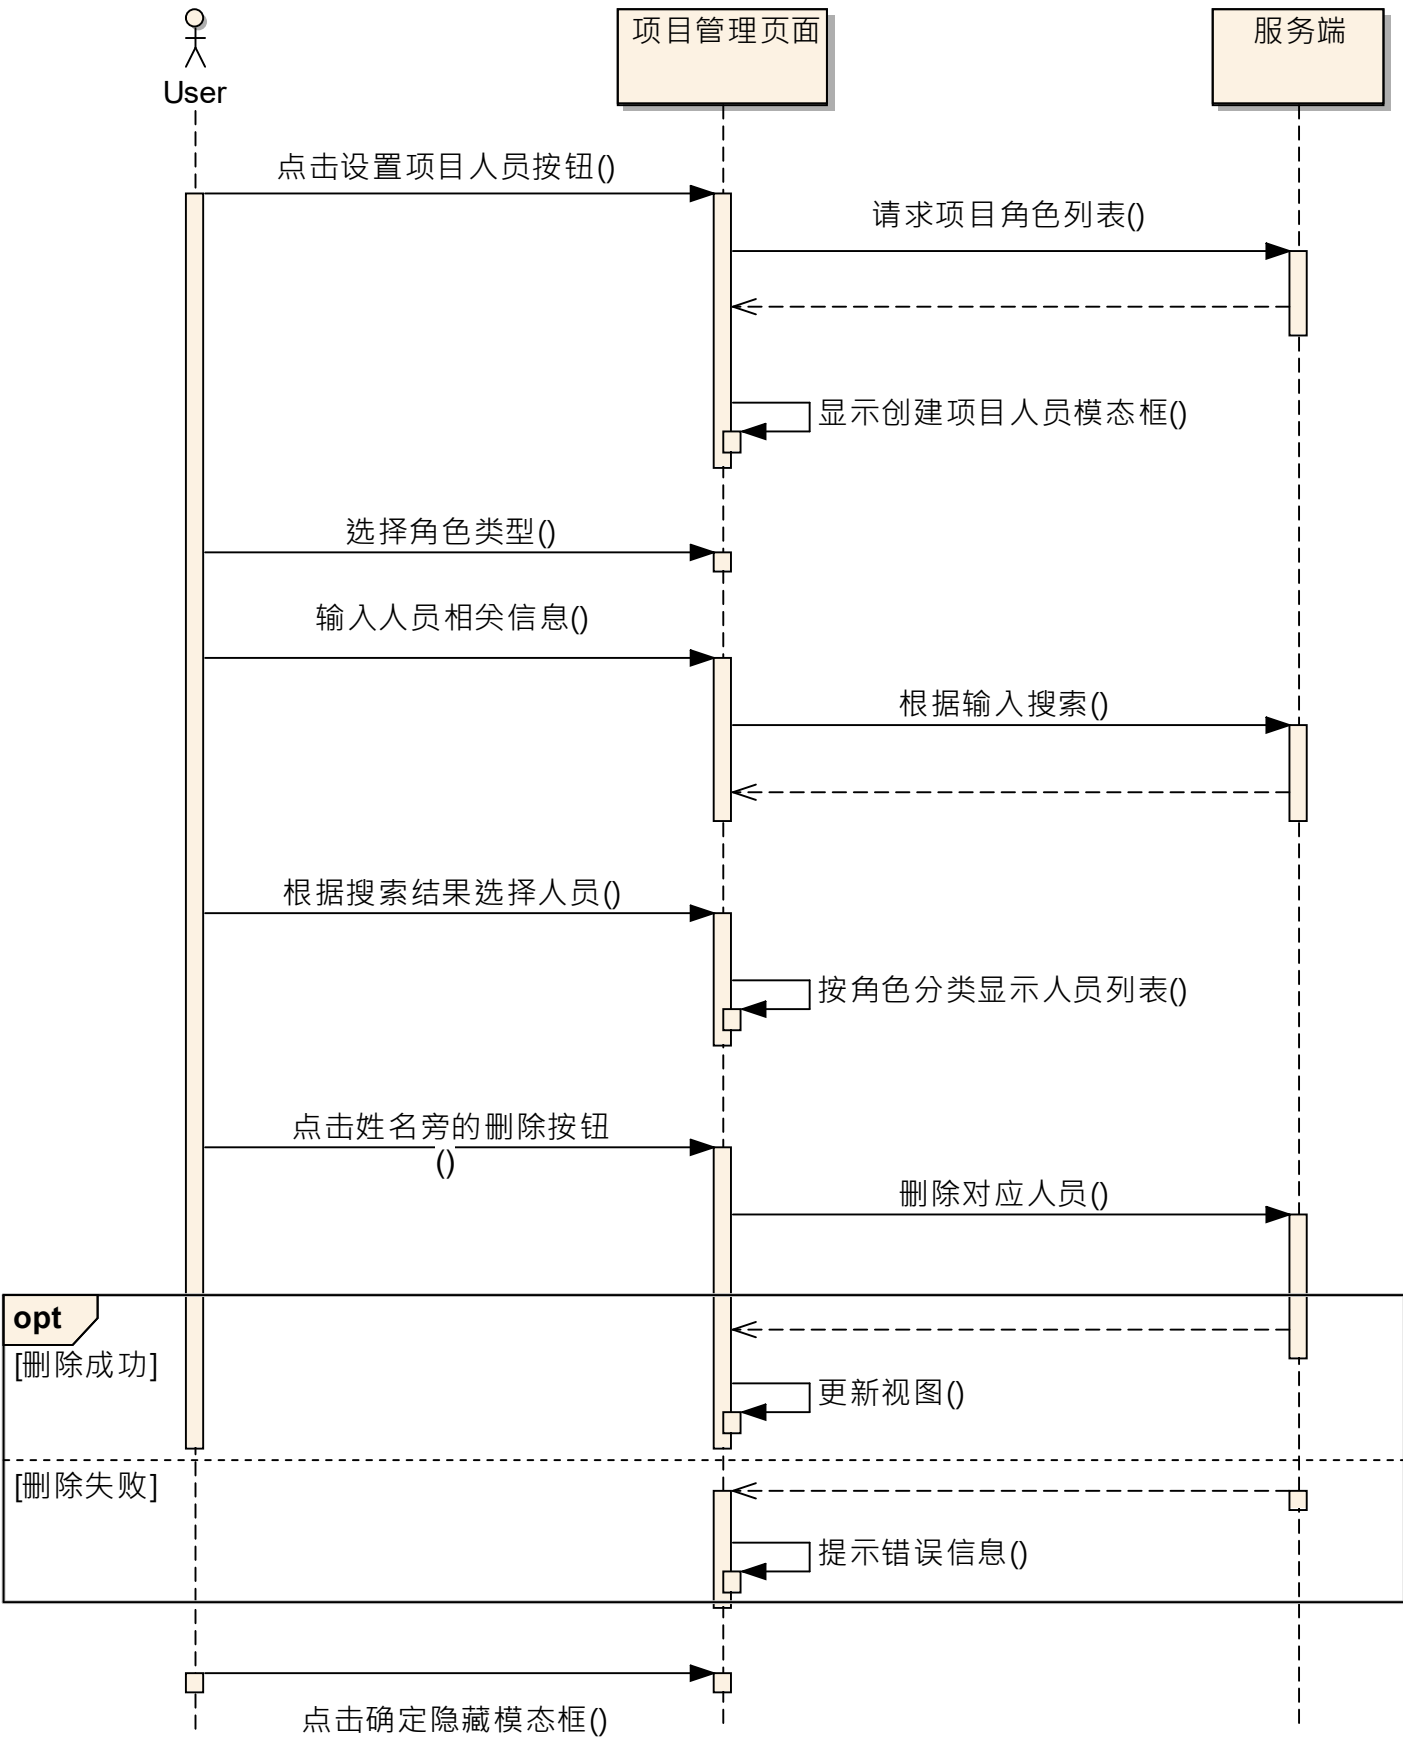 User
项目管理页面
服务端
点击设置项目人员按钮()
请求项目角色列表()
显示创建项目人员模态框()
选择角色类型()
输入人员相关信息()
根据输入搜索()
根据搜索结果选择人员()
按角色分类显示人员列表()
点击姓名旁的删除按钮
()
删除对应人员()
opt
[删除成功]
更新视图()
[删除失败]
提示错误信息()
点击确定隐藏模态框()